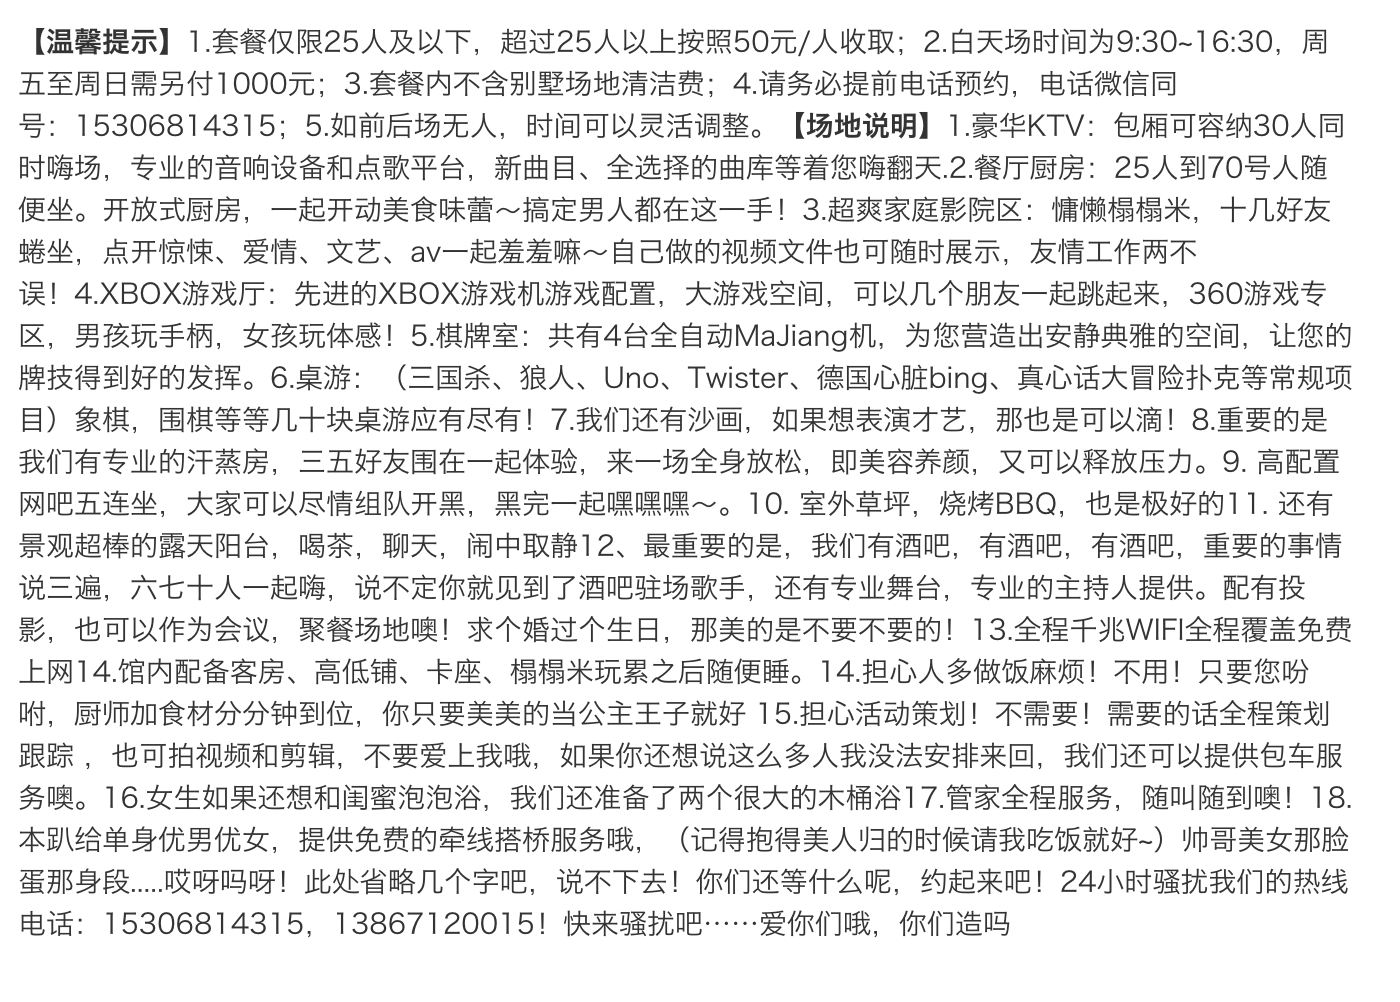 【温馨提示】1.套餐仅限25人及以下，超过25人以上按照50元/人收取；2.白天场时间为9:30~16:30，周
五至周日需另付1000元；3.套餐内不含别墅场地清洁费；4.请务必提前电话预约，电话微信同
号：15306814315；5.如前后场无人，时间可以灵活调整。【场地说明】1.豪华KTV：包厢可容纳30人同
时嗨场，专业的音响设备和点歌平台，新曲目、全选择的曲库等着您嗨翻天.2.餐厅厨房：25人到70号人随
便坐。开放式厨房，一起开动美食味蕾～搞定男人都在这一手！3.超爽家庭影院区：慵懒榻榻米，十几好友
蜷坐，点开惊悚、爱情、文艺、av一起羞羞嘛～自己做的视频文件也可随时展示，友情工作两不
误！4.XBOX游戏厅：先进的XBOX游戏机游戏配置，大游戏空间，可以几个朋友一起跳起来，360游戏专
区，男孩玩手柄，女孩玩体感！5.棋牌室：共有4台全自动MaJiang机，为您营造出安静典雅的空间，让您的
牌技得到好的发挥。6.桌游：（三国杀、狼人、Uno、Twister、德国心脏bing、真心话大冒险扑克等常规项
目）象棋，围棋等等几十块桌游应有尽有！7.我们还有沙画，如果想表演才艺，那也是可以滴！8.重要的是
我们有专业的汗蒸房，三五好友围在一起体验，来一场全身放松，即美容养颜，又可以释放压力。9. 高配置
网吧五连坐，大家可以尽情组队开黑，黑完一起嘿嘿嘿～。10. 室外草坪，烧烤BBQ，也是极好的11. 还有
景观超棒的露天阳台，喝茶，聊天，闹中取静12、最重要的是，我们有酒吧，有酒吧，有酒吧，重要的事情
说三遍，六七十人一起嗨，说不定你就见到了酒吧驻场歌手，还有专业舞台，专业的主持人提供。配有投
影，也可以作为会议，聚餐场地噢！求个婚过个生日，那美的是不要不要的！13.全程千兆WIFI全程覆盖免费
上网14.馆内配备客房、高低铺、卡座、榻榻米玩累之后随便睡。14.担心人多做饭麻烦！不用！只要您吩
咐，厨师加食材分分钟到位，你只要美美的当公主王子就好 15.担心活动策划！不需要！需要的话全程策划
跟踪 ，也可拍视频和剪辑，不要爱上我哦，如果你还想说这么多人我没法安排来回，我们还可以提供包车服
务噢。16.女生如果还想和闺蜜泡泡浴，我们还准备了两个很大的木桶浴17.管家全程服务，随叫随到噢！18.
本趴给单身优男优女，提供免费的牵线搭桥服务哦，（记得抱得美人归的时候请我吃饭就好~）帅哥美女那脸
蛋那身段.....哎呀吗呀！此处省略几个字吧，说不下去！你们还等什么呢，约起来吧！24小时骚扰我们的热线
电话：15306814315，13867120015！快来骚扰吧……爱你们哦，你们造吗